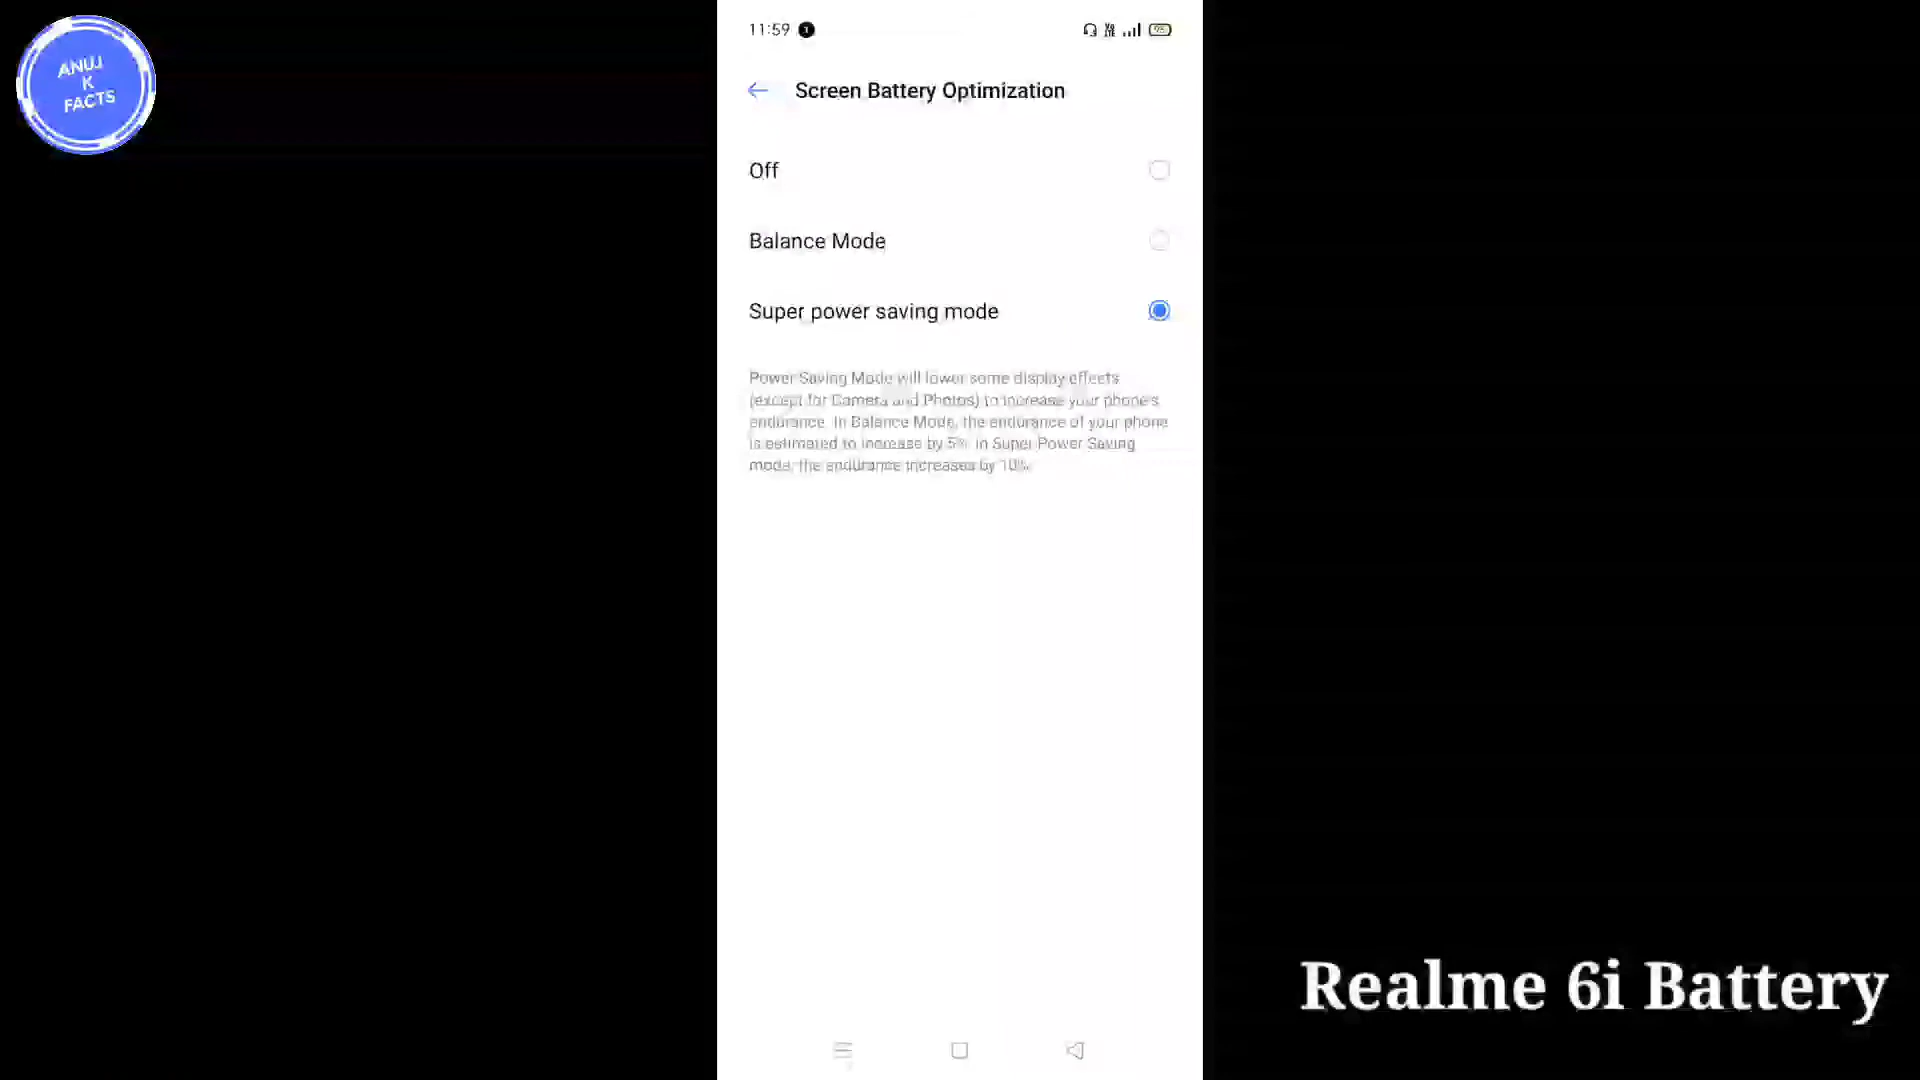 ANUJ
K
FACTS
11:59
Screen Battery Optimization
Off
Balance Mode
Super power saving mode
Power Saving Mode will lower some display effects
(except for Camera and Photos) to increase your phone's
endurance. In Balance Mode, the endurance of your phone
is estimated to increase by 5%. In Super Power Saving
mode, the endurance increases by 10%.
Realme 6i Battery